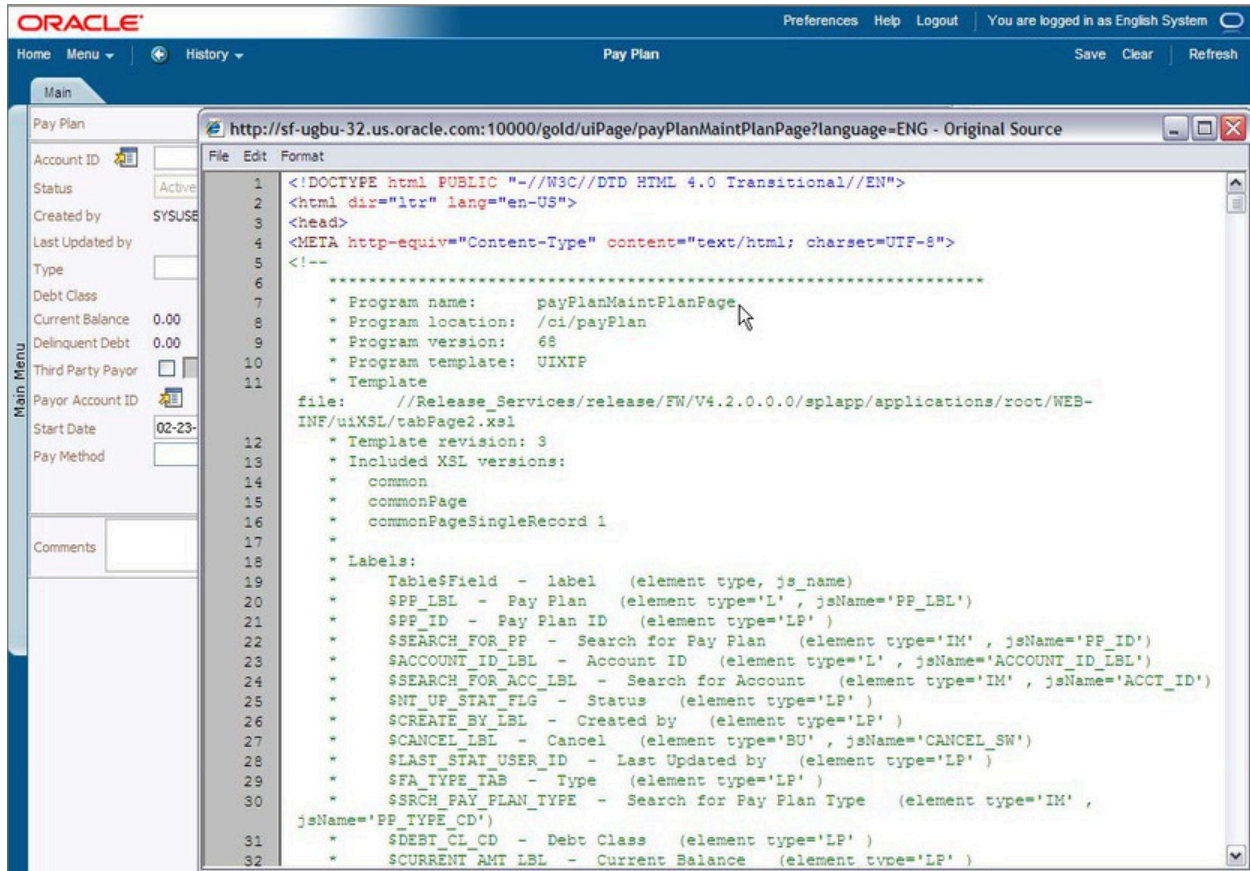 ORACLE
Preferences Help Logout You are logged in as English System
Home Menu History Pay Plan Save Clear Refresh
Main
Main Menu
Pay Plan
Account ID
Status Active
Created by SYSUSE
Last Updated by
Type
Debt Class
Current Balance 0.00
Delinquent Debt 0.00
Third Party Payor
Payor Account ID
Start Date 02-23-
Pay Method
Comments
http://sf-ugbu-32.us.oracle.com:10000/gold/uiPage/payPlanMaintPlanPage?language=ENG - Original Source
File Edit Format
1 <!DOCTYPE html PUBLIC "-//W3C//DTD HTML 4.0 Transitional//EN">
2 <html dir="ltr" lang="en-US">
3 <head>
4 <META http-equiv="Content-Type" content="text/html; charset=UTF-8">
5 <!--
6 ******************************************************************
7 * Program name: payPlanMaintPlanPage
8 * Program location: /ci/payPlan
9 * Program version: 68
10 * Program template: UIXTP
11 * Template
file: //Release_Services/release/FW/V4.2.0.0.0/splapp/applications/root/WEB-
INF/uiXSL/tabPage2.xsl
12 * Template revision: 3
13 * Included XSL versions:
14 * common
15 * commonPage
16 * commonPageSingleRecord 1
17 *
18 * Labels:
19 * Table$Field - label (element type, js_name)
20 * $PP_LBL - Pay Plan (element type='L' , jsName='PP_LBL')
21 * $PP_ID - Pay Plan ID (element type='LP' )
22 * $SEARCH_FOR_PP - Search for Pay Plan (element type='IM' , jsName='PP_ID')
23 * $ACCOUNT_ID_LBL - Account ID (element type='L' , jsName='ACCOUNT_ID_LBL')
24 * $SEARCH_FOR_ACC_LBL - Search for Account (element type='IM' , jsName='ACCT_ID')
25 * $NT_UP_STAT_FLG - Status (element type='LP' )
26 * $CREATE_BY_LBL - Created by (element type='LP' )
27 * $CANCEL_LBL - Cancel (element type='BU' , jsName='CANCEL_SW')
28 * $LAST_STAT_USER_ID - Last Updated by (element type='LP' )
29 * $FA_TYPE_TAB - Type (element type='LP' )
30 * $SRCH_PAY_PLAN_TYPE - Search for Pay Plan Type (element type='IM' ,
jsName='PP_TYPE_CD')
31 * $DEBT_CL_CD - Debt Class (element type='LP' )
32 * $CURRENT_AMT_LBL - Current Balance (element type='LP' )